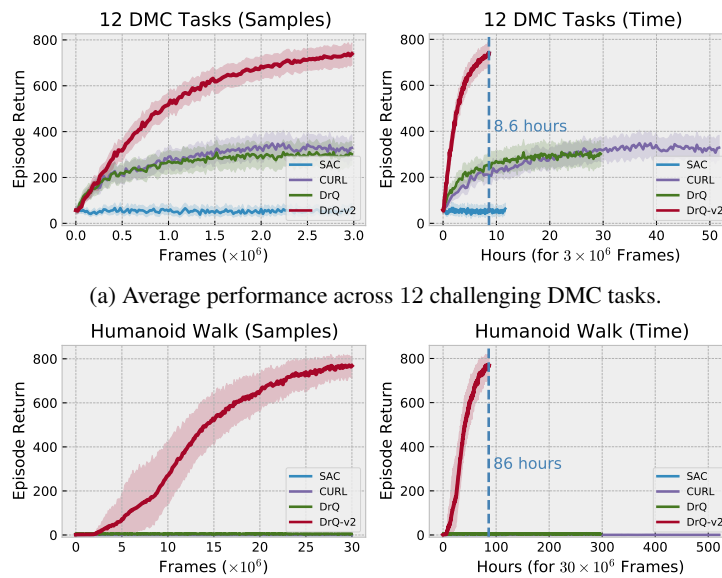 12 DMC Tasks (Samples)
800
600
400
200
0
Episode Return
SAC
CURL
DrQ
DrQ-v2
0.0 0.5 1.0 1.5 2.0 2.5 3.0
Frames (×10⁶)
12 DMC Tasks (Time)
800
600
400
200
0
Episode Return
8.6 hours
SAC
CURL
DrQ
DrQ-v2
0 10 20 30 40 50
Hours (for 3 × 10⁶ Frames)
(a) Average performance across 12 challenging DMC tasks.
Humanoid Walk (Samples)
800
600
400
200
0
Episode Return
SAC
CURL
DrQ
DrQ-v2
0 5 10 15 20 25 30
Frames (×10⁶)
Humanoid Walk (Time)
800
600
400
200
0
Episode Return
86 hours
SAC
CURL
DrQ
DrQ-v2
0 100 200 300 400 500
Hours (for 30 × 10⁶ Frames)